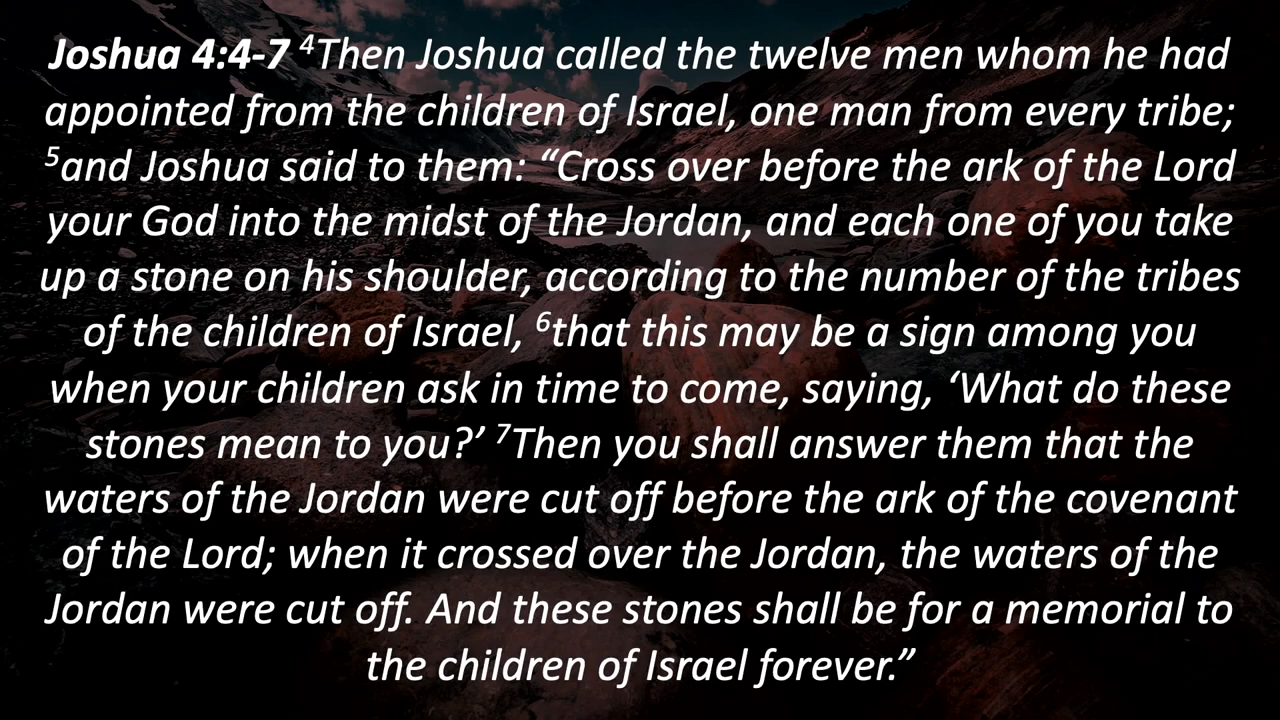 Joshua 4:4-7 ⁴Then Joshua called the twelve men whom he had
appointed from the children of Israel, one man from every tribe;
⁵and Joshua said to them: “Cross over before the ark of the Lord
your God into the midst of the Jordan, and each one of you take
up a stone on his shoulder, according to the number of the tribes
of the children of Israel, ⁶that this may be a sign among you
when your children ask in time to come, saying, ‘What do these
stones mean to you?’ ⁷Then you shall answer them that the
waters of the Jordan were cut off before the ark of the covenant
of the Lord; when it crossed over the Jordan, the waters of the
Jordan were cut off. And these stones shall be for a memorial to
the children of Israel forever.”